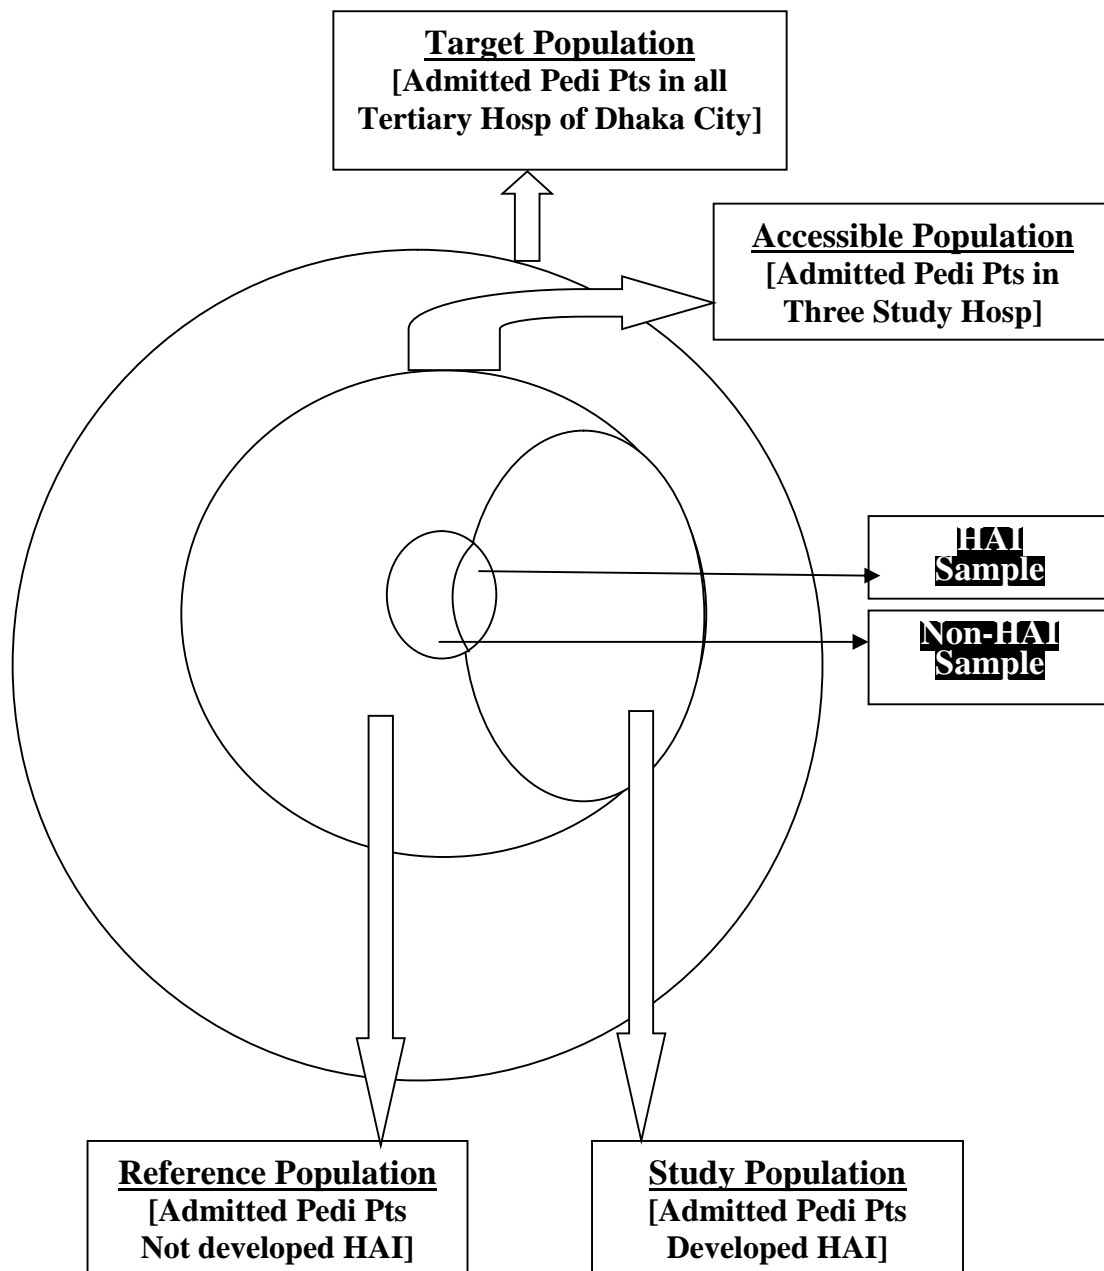 Target Population
[Admitted Pedi Pts in all
Tertiary Hosp of Dhaka City]
Accessible Population
[Admitted Pedi Pts in
Three Study Hosp]
HAI
Sample
Non-HAI
Sample
Reference Population
[Admitted Pedi Pts
Not developed HAI]
Study Population
[Admitted Pedi Pts
Developed HAI]